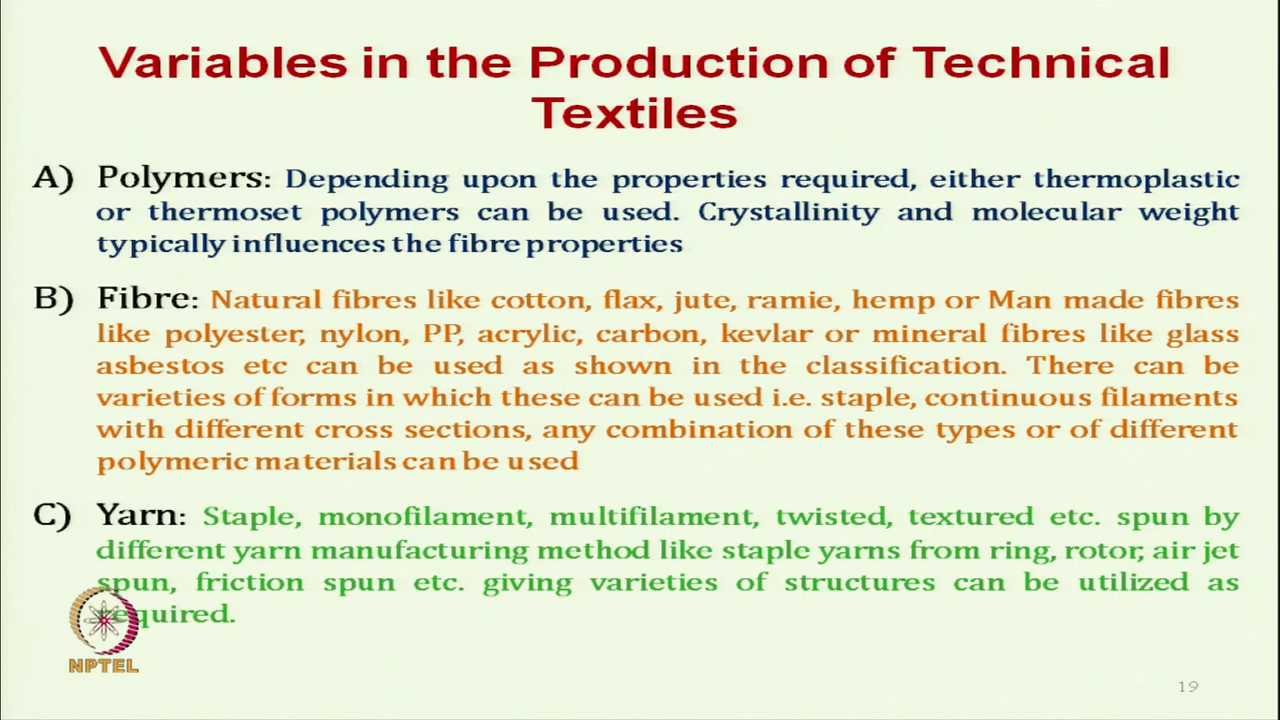 Variables in the Production of Technical
Textiles
A) Polymers: Depending upon the properties required, either thermoplastic
or thermoset polymers can be used. Crystallinity and molecular weight
typically influences the fibre properties
B) Fibre: Natural fibres like cotton, flax, jute, ramie, hemp or Man made fibres
like polyester, nylon, PP, acrylic, carbon, kevlar or mineral fibres like glass
asbestos etc can be used as shown in the classification. There can be
varieties of forms in which these can be used i.e. staple, continuous filaments
with different cross sections, any combination of these types or of different
polymeric materials can be used
C) Yarn: Staple, monofilament, multifilament, twisted, textured etc. spun by
different yarn manufacturing method like staple yarns from ring, rotor, air jet
spun, friction spun etc. giving varieties of structures can be utilized as
required.
NPTEL
19